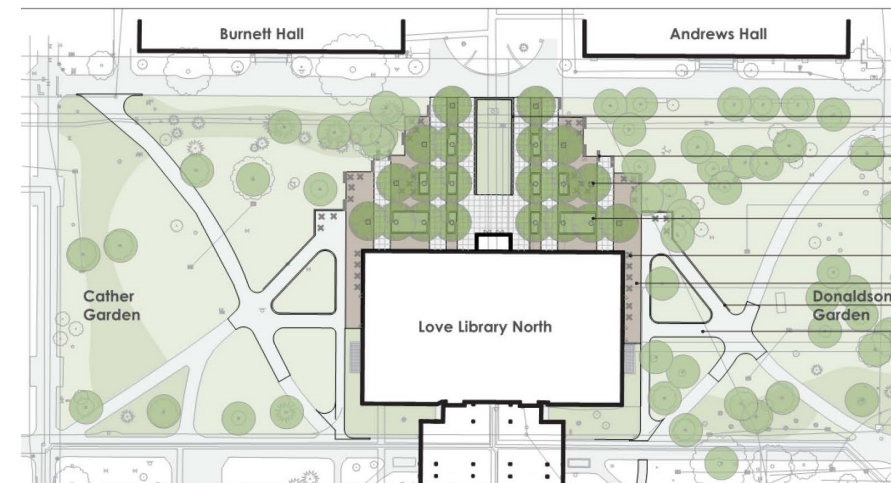 Burnett Hall
Andrews Hall
Cather
Garden
Love Library North
Donaldson
Garden